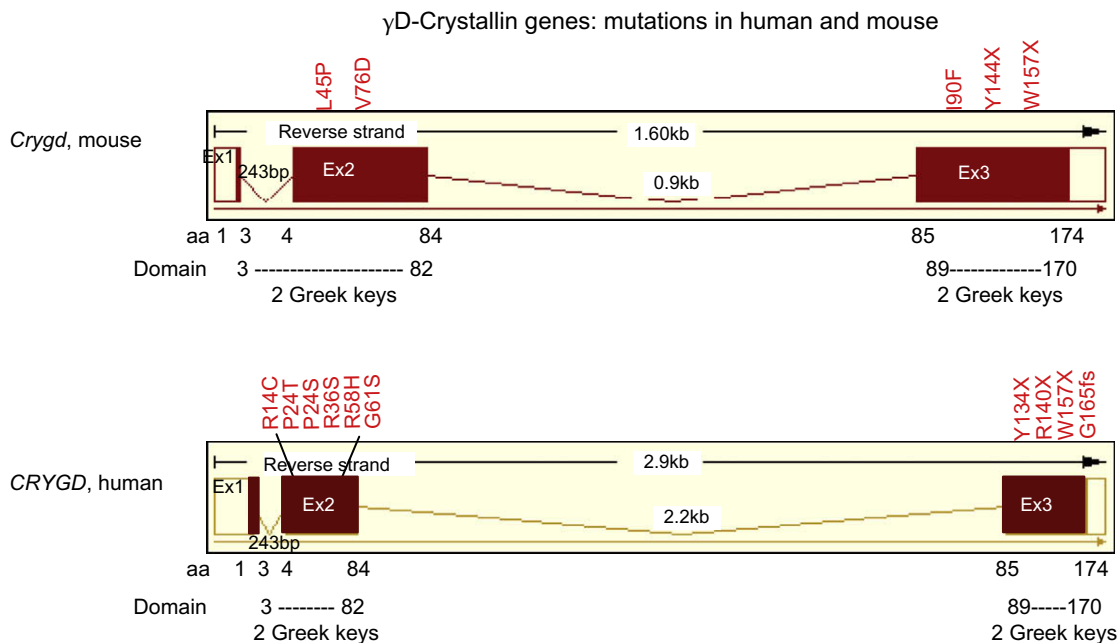 γD-Crystallin genes: mutations in human and mouse
L45P
V76D
I90F
Y144X
W157X
Crygd, mouse
Reverse strand 1.60kb
Ex1 243bp Ex2 0.9kb Ex3
aa 1 3 4 84 85 174
Domain 3 ---------------------- 82 89-------------170
2 Greek keys 2 Greek keys
R14C
P24T
P24S
R36S
R58H
G61S
Y134X
R140X
W157X
G165fs
CRYGD, human
Reverse strand 2.9kb
Ex1 243bp Ex2 2.2kb Ex3
aa 1 3 4 84 85 174
Domain 3 -------- 82 89-----170
2 Greek keys 2 Greek keys